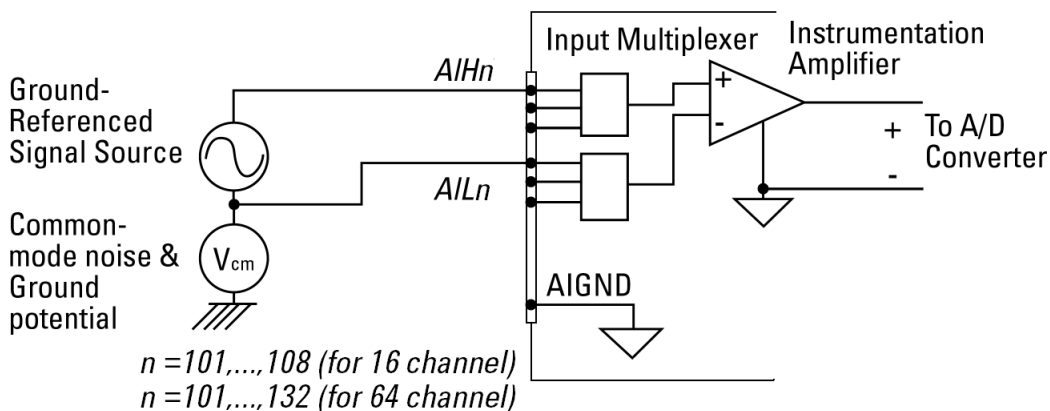 Input Multiplexer
Instrumentation
Amplifier
AIHn
Ground-
Referenced
Signal Source
+
-
+
To A/D
Converter
-
AILn
Common-
mode noise &
Ground
potential
Vcm
AIGND
n =101,...,108 (for 16 channel)
n =101,...,132 (for 64 channel)